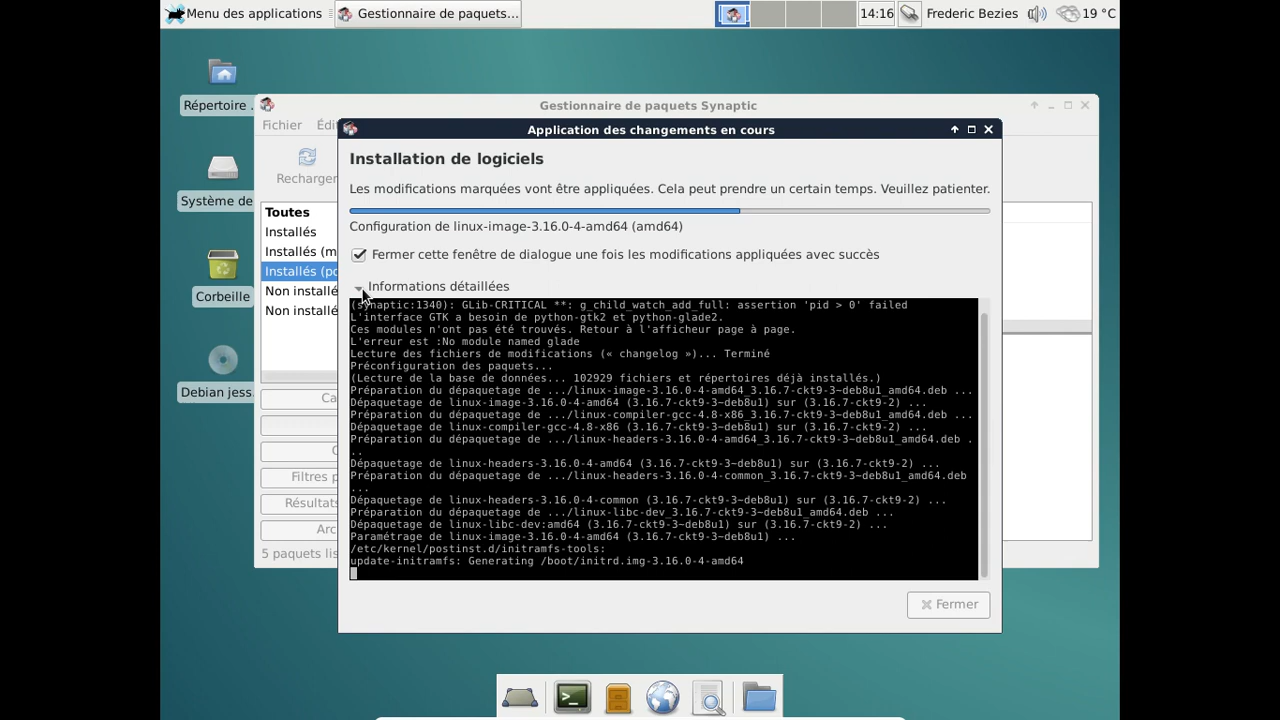 Menu des applications
Gestionnaire de paquets...
14:16
Frederic Bezies
19 °C
Répertoire .
Système de
Corbeille
Debian jess.
Gestionnaire de paquets Synaptic
Fichier
Recharger
Toutes
Installés
Installés (m
Installés (po
Non installé
Non installé
Filtres p
Résultats
Arc
5 paquets lis
Application des changements en cours
Installation de logiciels
Les modifications marquées vont être appliquées. Cela peut prendre un certain temps. Veuillez patienter.
Configuration de linux-image-3.16.0-4-amd64 (amd64)
Fermer cette fenêtre de dialogue une fois les modifications appliquées avec succès
Informations détaillées
(synaptic:1340): GLib-CRITICAL **: g_child_watch_add_full: assertion 'pid > 0' failed
L'interface GTK a besoin de python-gtk2 et python-glade2.
Ces modules n'ont pas été trouvés. Retour à l'afficheur page à page.
L'erreur est :No module named glade
Lecture des fichiers de modifications (« changelog »)... Terminé
Préconfiguration des paquets...
(Lecture de la base de données... 102929 fichiers et répertoires déjà installés.)
Préparation du dépaquetage de .../linux-image-3.16.0-4-amd64_3.16.7-ckt9-3~deb8u1_amd64.deb ...
Dépaquetage de linux-image-3.16.0-4-amd64 (3.16.7-ckt9-3~deb8u1) sur (3.16.7-ckt9-2) ...
Préparation du dépaquetage de .../linux-compiler-gcc-4.8-x86_3.16.7-ckt9-3~deb8u1_amd64.deb ...
Dépaquetage de linux-compiler-gcc-4.8-x86 (3.16.7-ckt9-3~deb8u1) sur (3.16.7-ckt9-2) ...
Préparation du dépaquetage de .../linux-headers-3.16.0-4-amd64_3.16.7-ckt9-3~deb8u1_amd64.deb .
..
Dépaquetage de linux-headers-3.16.0-4-amd64 (3.16.7-ckt9-3~deb8u1) sur (3.16.7-ckt9-2) ...
Préparation du dépaquetage de .../linux-headers-3.16.0-4-common_3.16.7-ckt9-3~deb8u1_amd64.deb
...
Dépaquetage de linux-headers-3.16.0-4-common (3.16.7-ckt9-3~deb8u1) sur (3.16.7-ckt9-2) ...
Préparation du dépaquetage de .../linux-libc-dev_3.16.7-ckt9-3~deb8u1_amd64.deb ...
Dépaquetage de linux-libc-dev:amd64 (3.16.7-ckt9-3~deb8u1) sur (3.16.7-ckt9-2) ...
Paramétrage de linux-image-3.16.0-4-amd64 (3.16.7-ckt9-3~deb8u1) ...
/etc/kernel/postinst.d/initramfs-tools:
update-initramfs: Generating /boot/initrd.img-3.16.0-4-amd64
Fermer